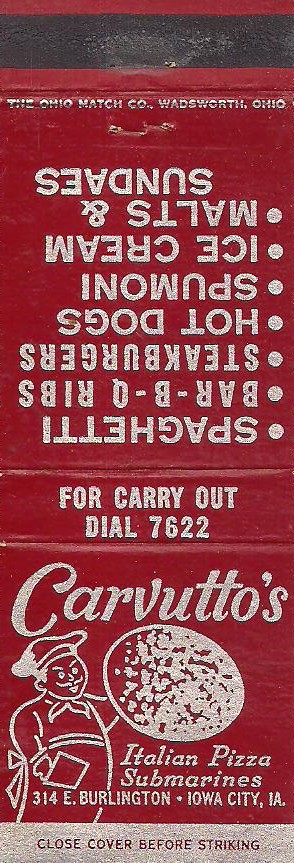 THE OHIO MATCH CO., WADSWORTH, OHIO
• SPAGHETTI
• BAR-B-Q RIBS
• STEAKBURGERS
• HOT DOGS
• SPUMONI
• ICE CREAM
• MALTS &
SUNDAES
FOR CARRY OUT
DIAL 7622
Carvutto's
Italian Pizza
Submarines
314 E. BURLINGTON • IOWA CITY, IA.
CLOSE COVER BEFORE STRIKING